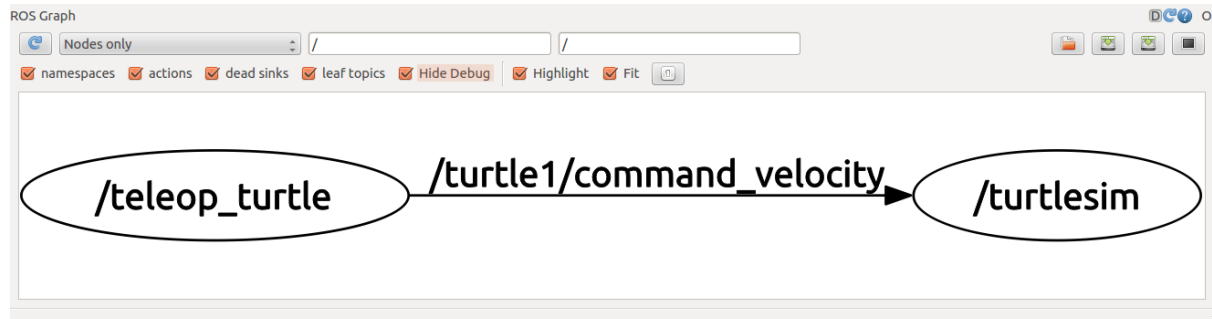 ROS Graph D O
Nodes only / /
namespaces actions dead sinks leaf topics Hide Debug Highlight Fit
/teleop_turtle /turtle1/command_velocity /turtlesim